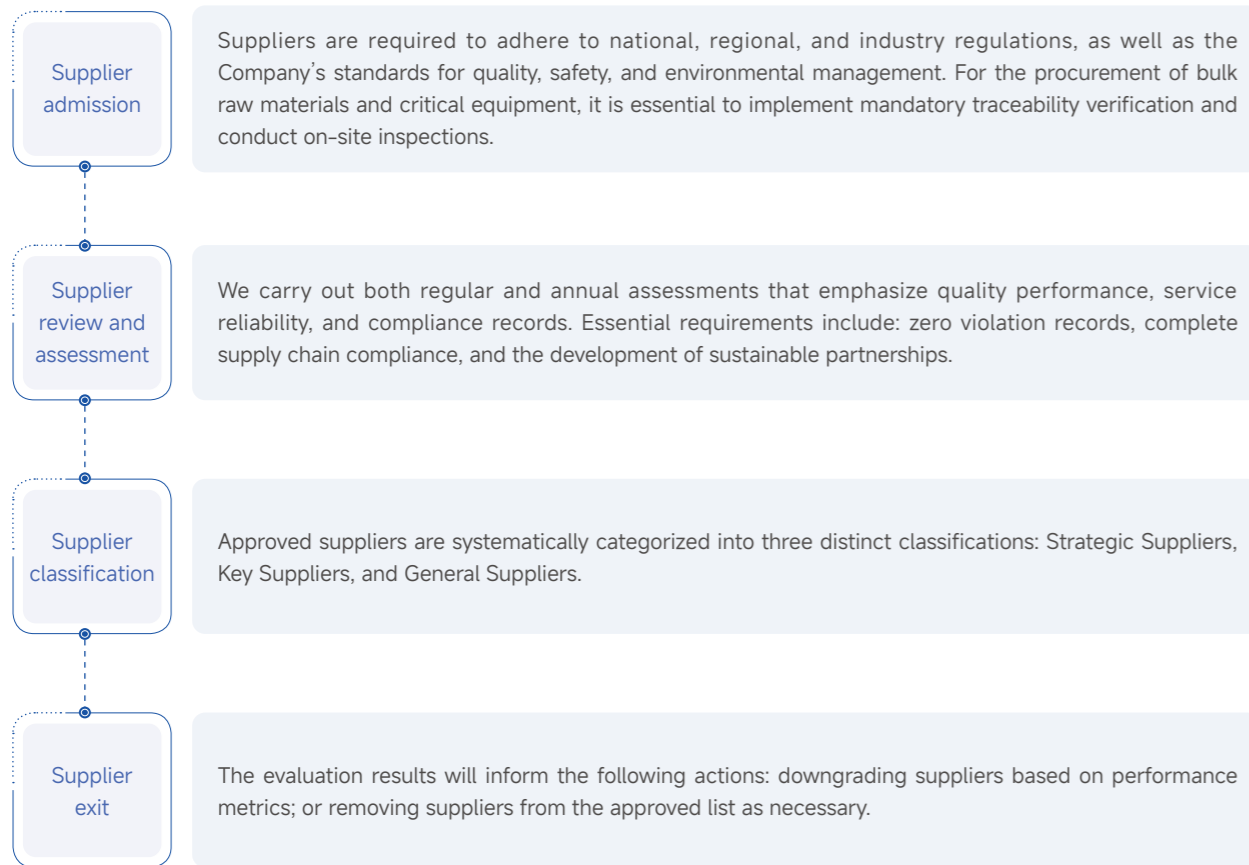 Supplier
admission
Suppliers are required to adhere to national, regional, and industry regulations, as well as the
Company's standards for quality, safety, and environmental management. For the procurement of bulk
raw materials and critical equipment, it is essential to implement mandatory traceability verification and
conduct on-site inspections.
Supplier
review and
assessment
We carry out both regular and annual assessments that emphasize quality performance, service
reliability, and compliance records. Essential requirements include: zero violation records, complete
supply chain compliance, and the development of sustainable partnerships.
Supplier
classification
Approved suppliers are systematically categorized into three distinct classifications: Strategic Suppliers,
Key Suppliers, and General Suppliers.
Supplier
exit
The evaluation results will inform the following actions: downgrading suppliers based on performance
metrics; or removing suppliers from the approved list as necessary.